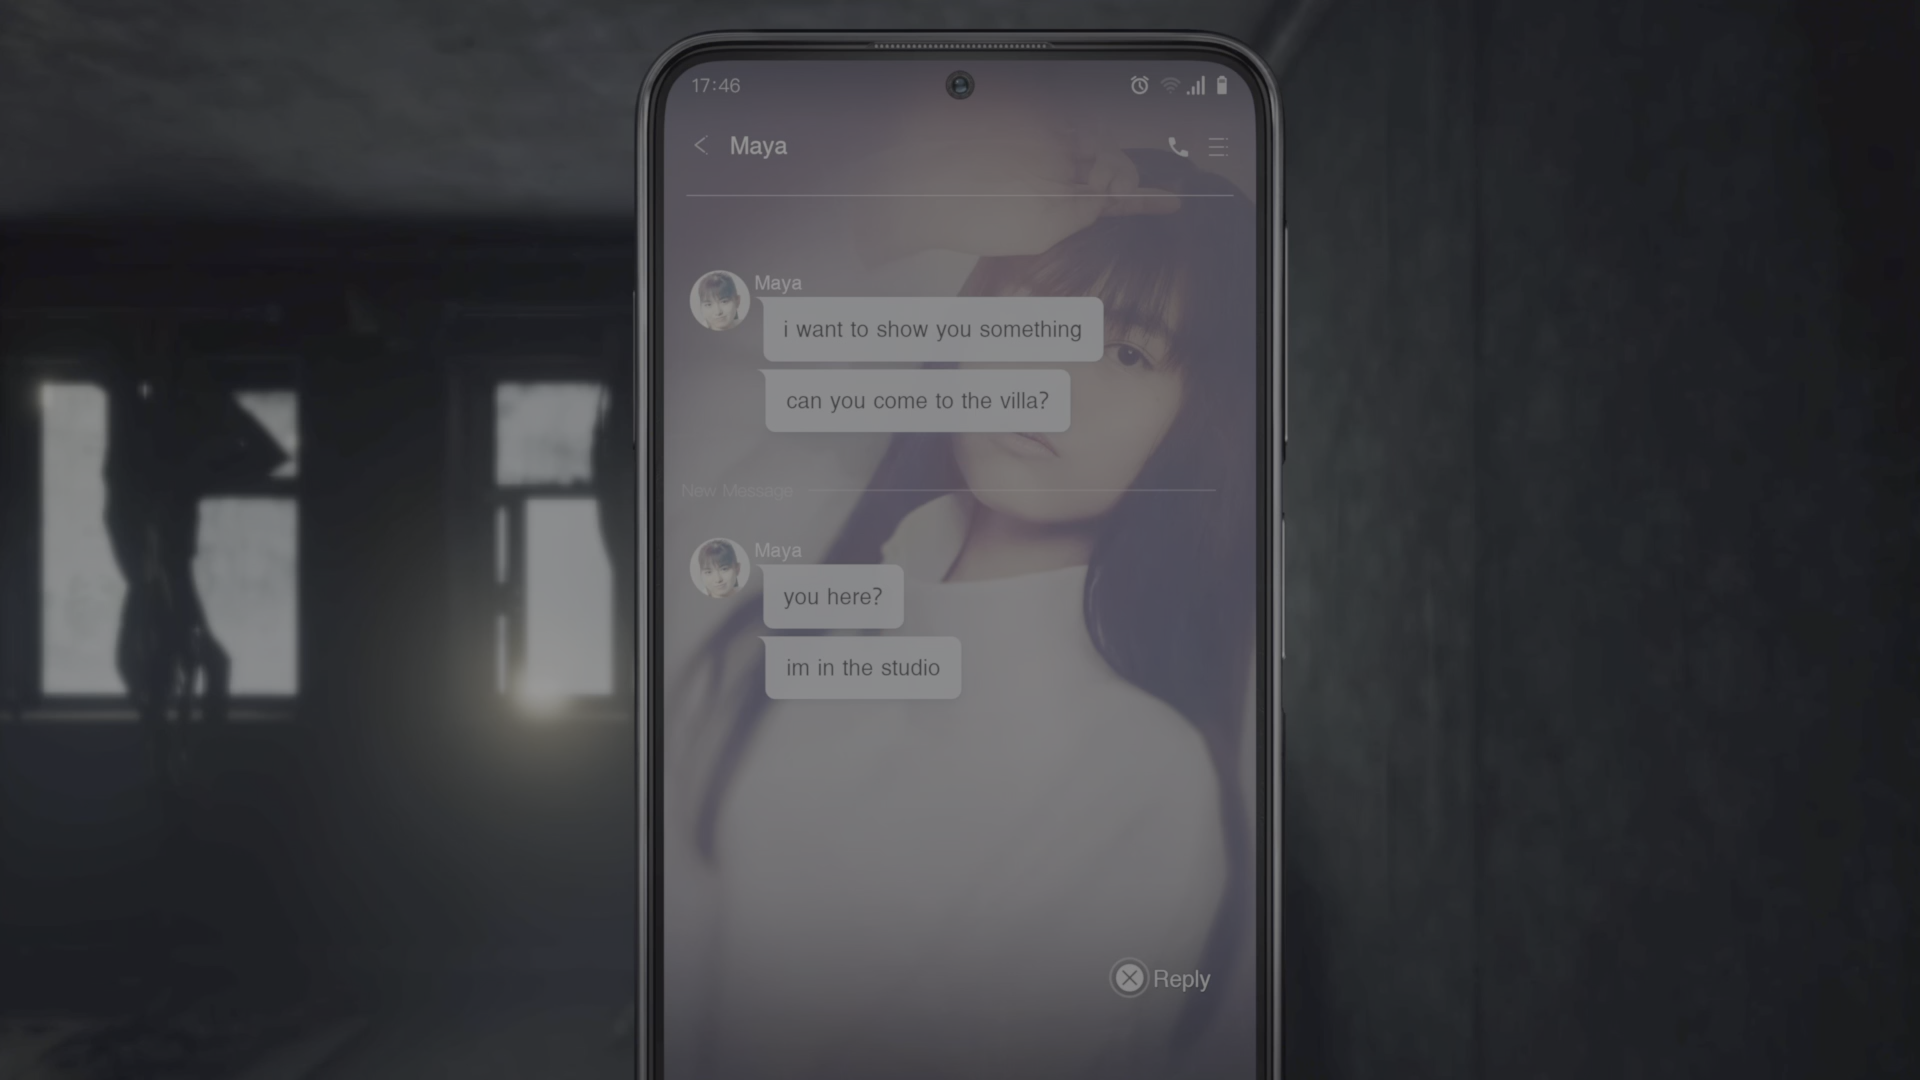 17:46
Maya
Maya
i want to show you something
can you come to the villa?
New Message
Maya
you here?
im in the studio
Reply